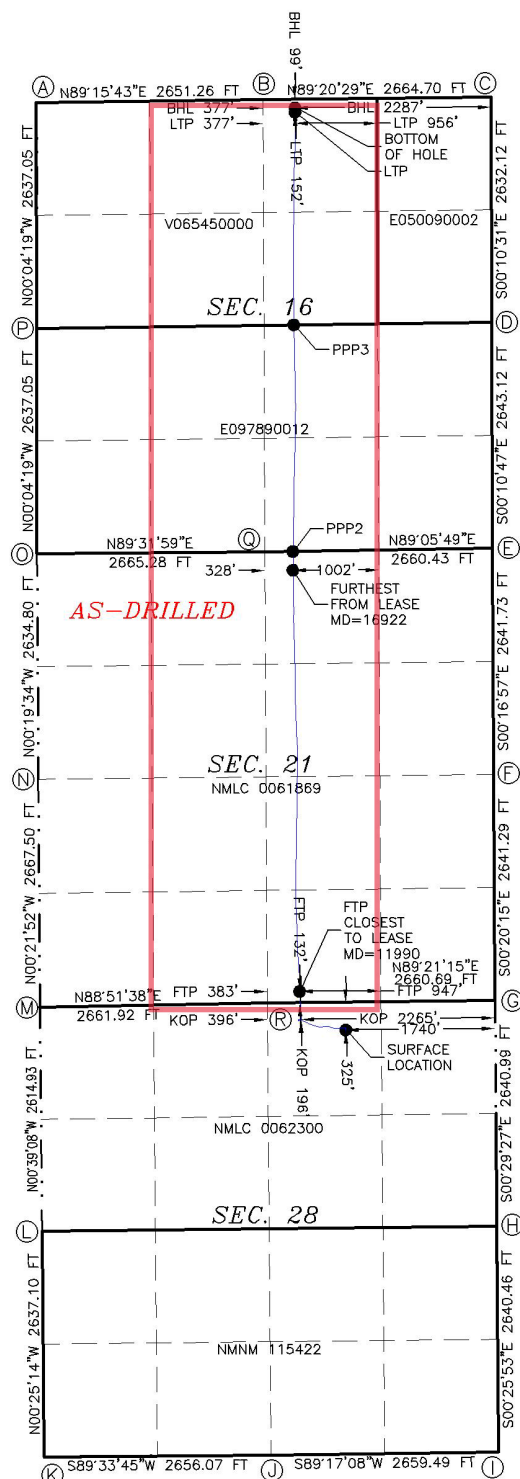 BHL 99'
A
N89°15'43"E 2651.26 FT
B
N89°20'29"E 2664.70 FT
C
BHL 377'
BHL 2287'
LTP 377'
LTP 956'
BOTTOM
OF HOLE
LTP
LTP 152'
N00°04'19"W 2637.05 FT
S00°10'31"E 2632.12 FT
V065450000
E050090002
SEC. 16
P
D
PPP3
N00°04'19"W 2637.05 FT
S00°10'47"E 2643.12 FT
E097890012
N89°31'59"E
2665.28 FT
Q
PPP2
N89°05'49"E
2660.43 FT
O
E
328'
1002'
FURTHEST
FROM LEASE
MD=16922
AS-DRILLED
N00°19'34"W 2634.80 FT
S00°16'57"E 2641.73 FT
SEC. 21
N
F
NMLC 0061869
N00°21'52"W 2667.50 FT
S00°20'15"E 2641.29 FT
FTP 132'
FTP
CLOSEST
TO LEASE
MD=11990
N89°21'15"E
2660.69 FT
N88°51'38"E
2661.92 FT
FTP 383'
FTP 947'
M
G
KOP 396'
R
KOP 2265'
1740'
SURFACE
LOCATION
325'
KOP 196'
N00°39'08"W 2614.93 FT
S00°29'27"E 2640.99 FT
NMLC 0062300
SEC. 28
L
H
N00°25'14"W 2637.10 FT
S00°25'53"E 2640.46 FT
NMNM 115422
K
S89°33'45"W 2656.07 FT
J
S89°17'08"W 2659.49 FT
I